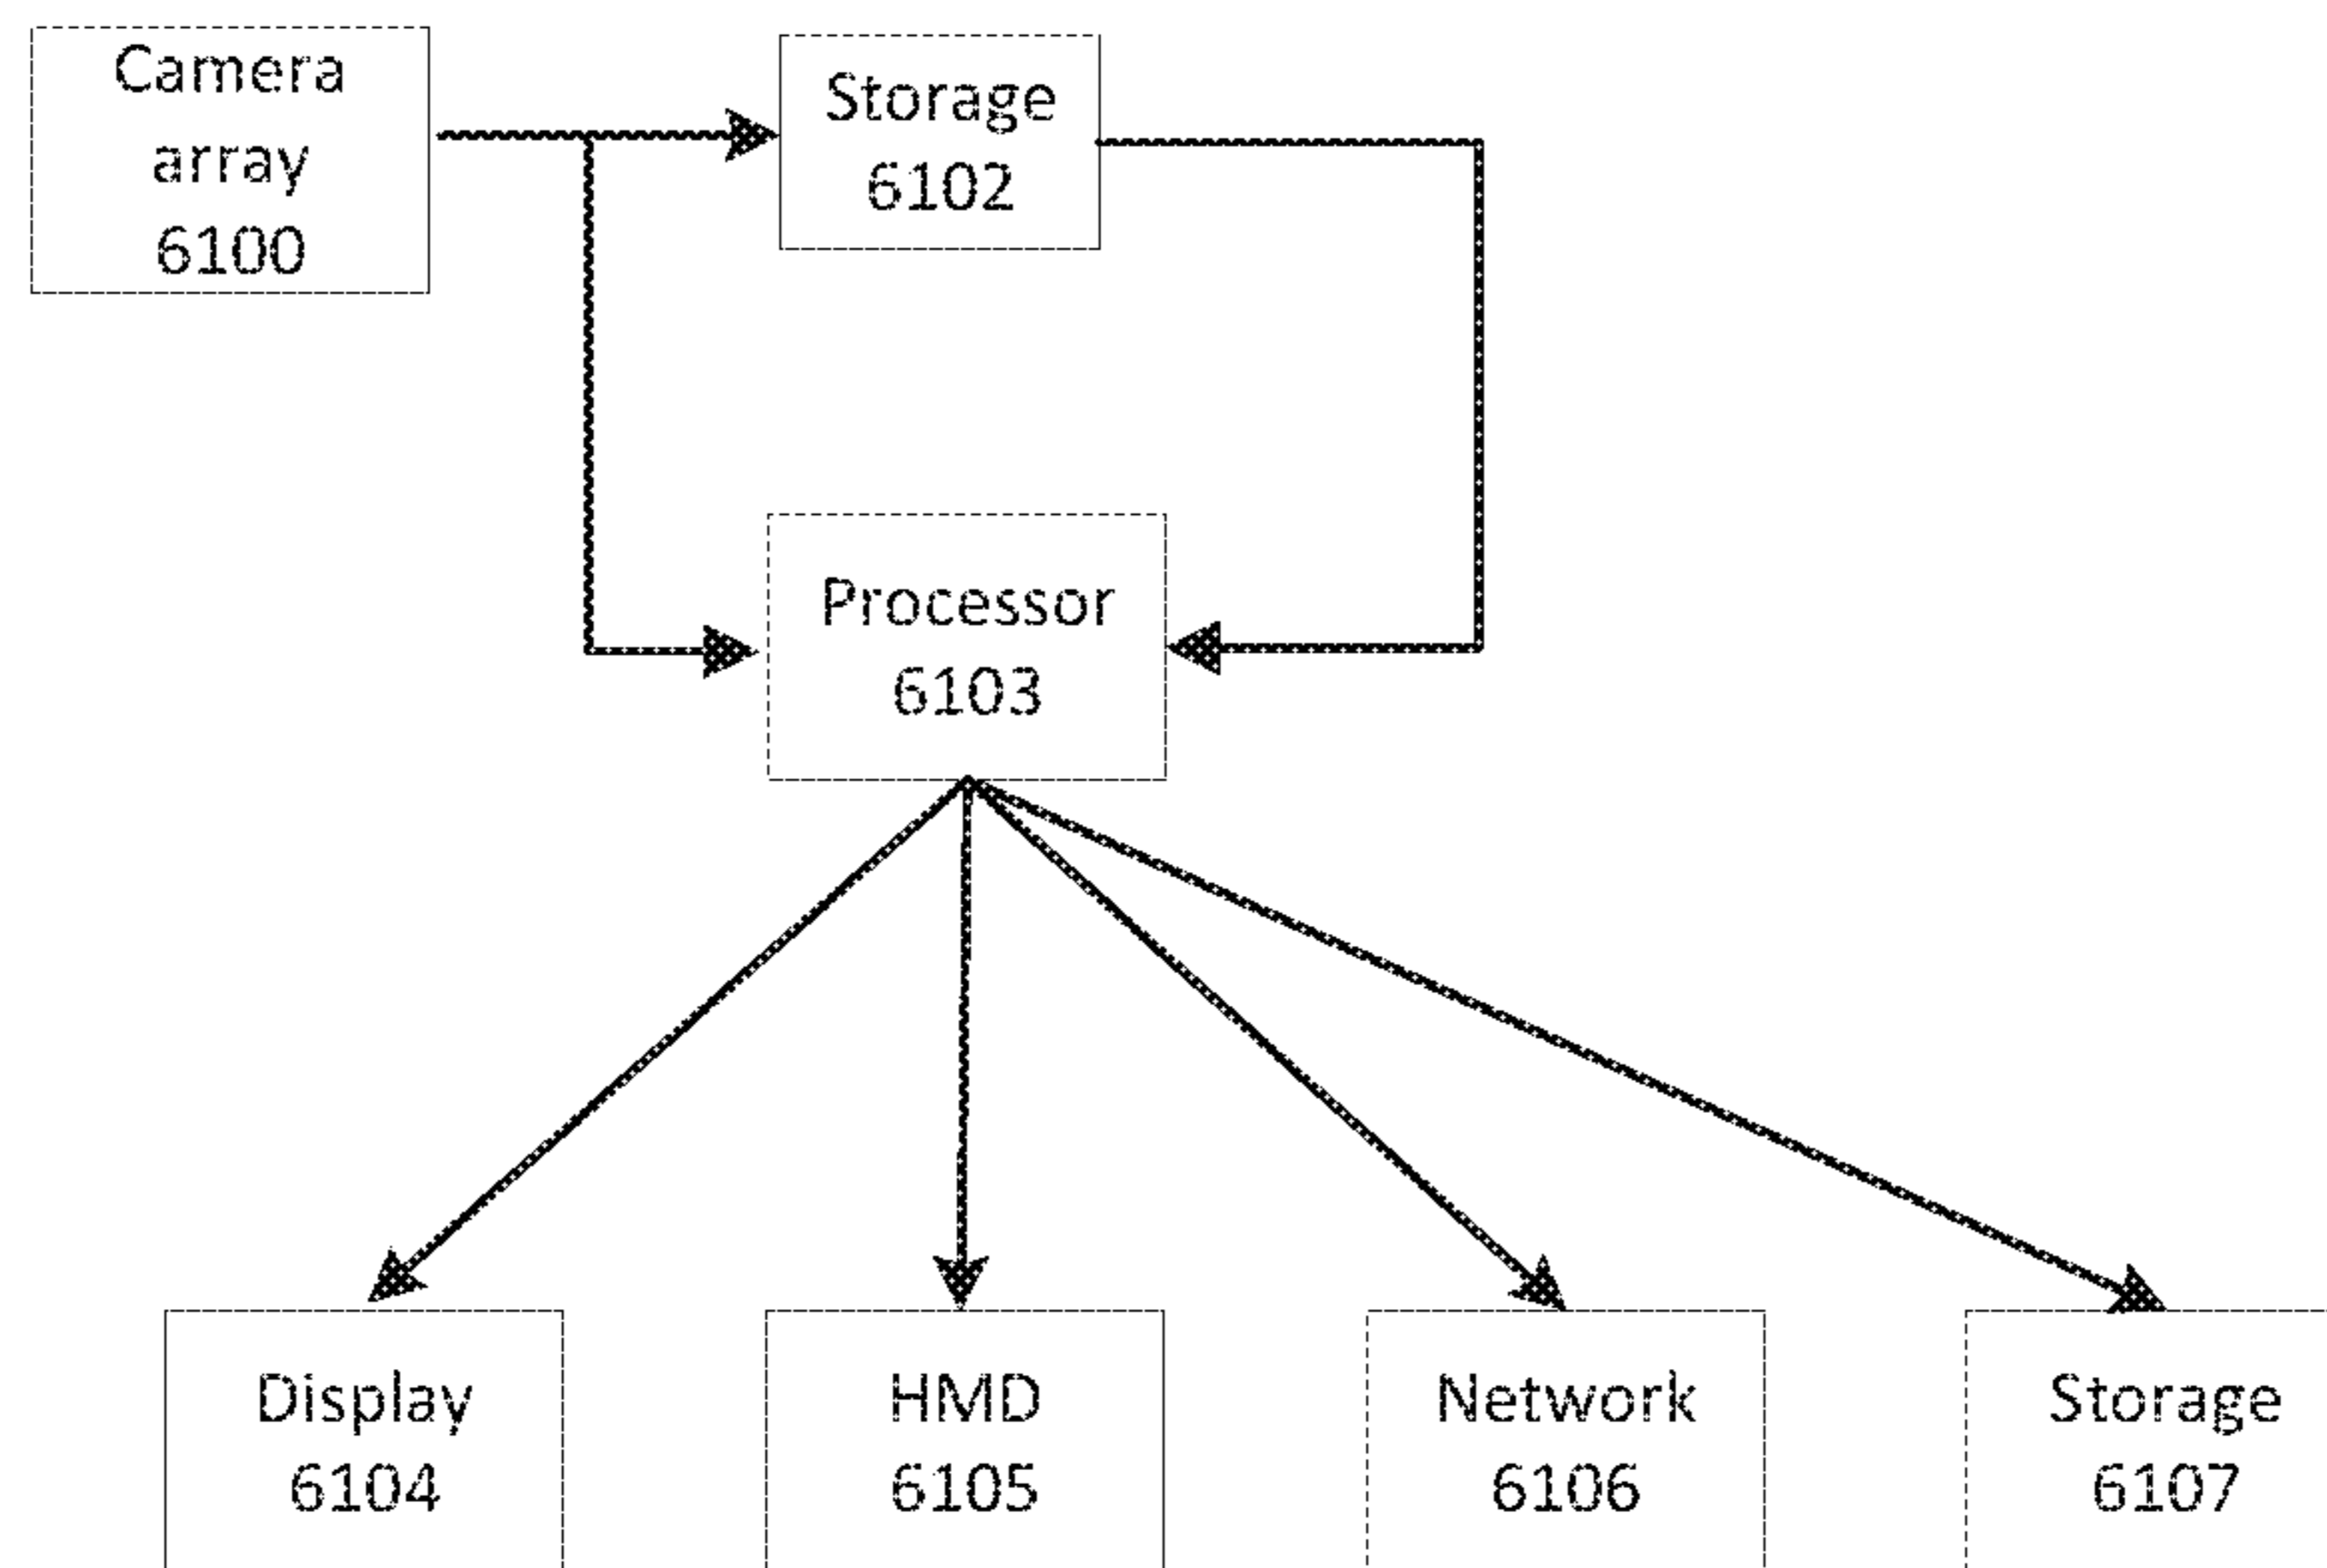 Camera
array
6100
Storage
6102
Processor
6103
Display
6104
HMD
6105
Network
6106
Storage
6107